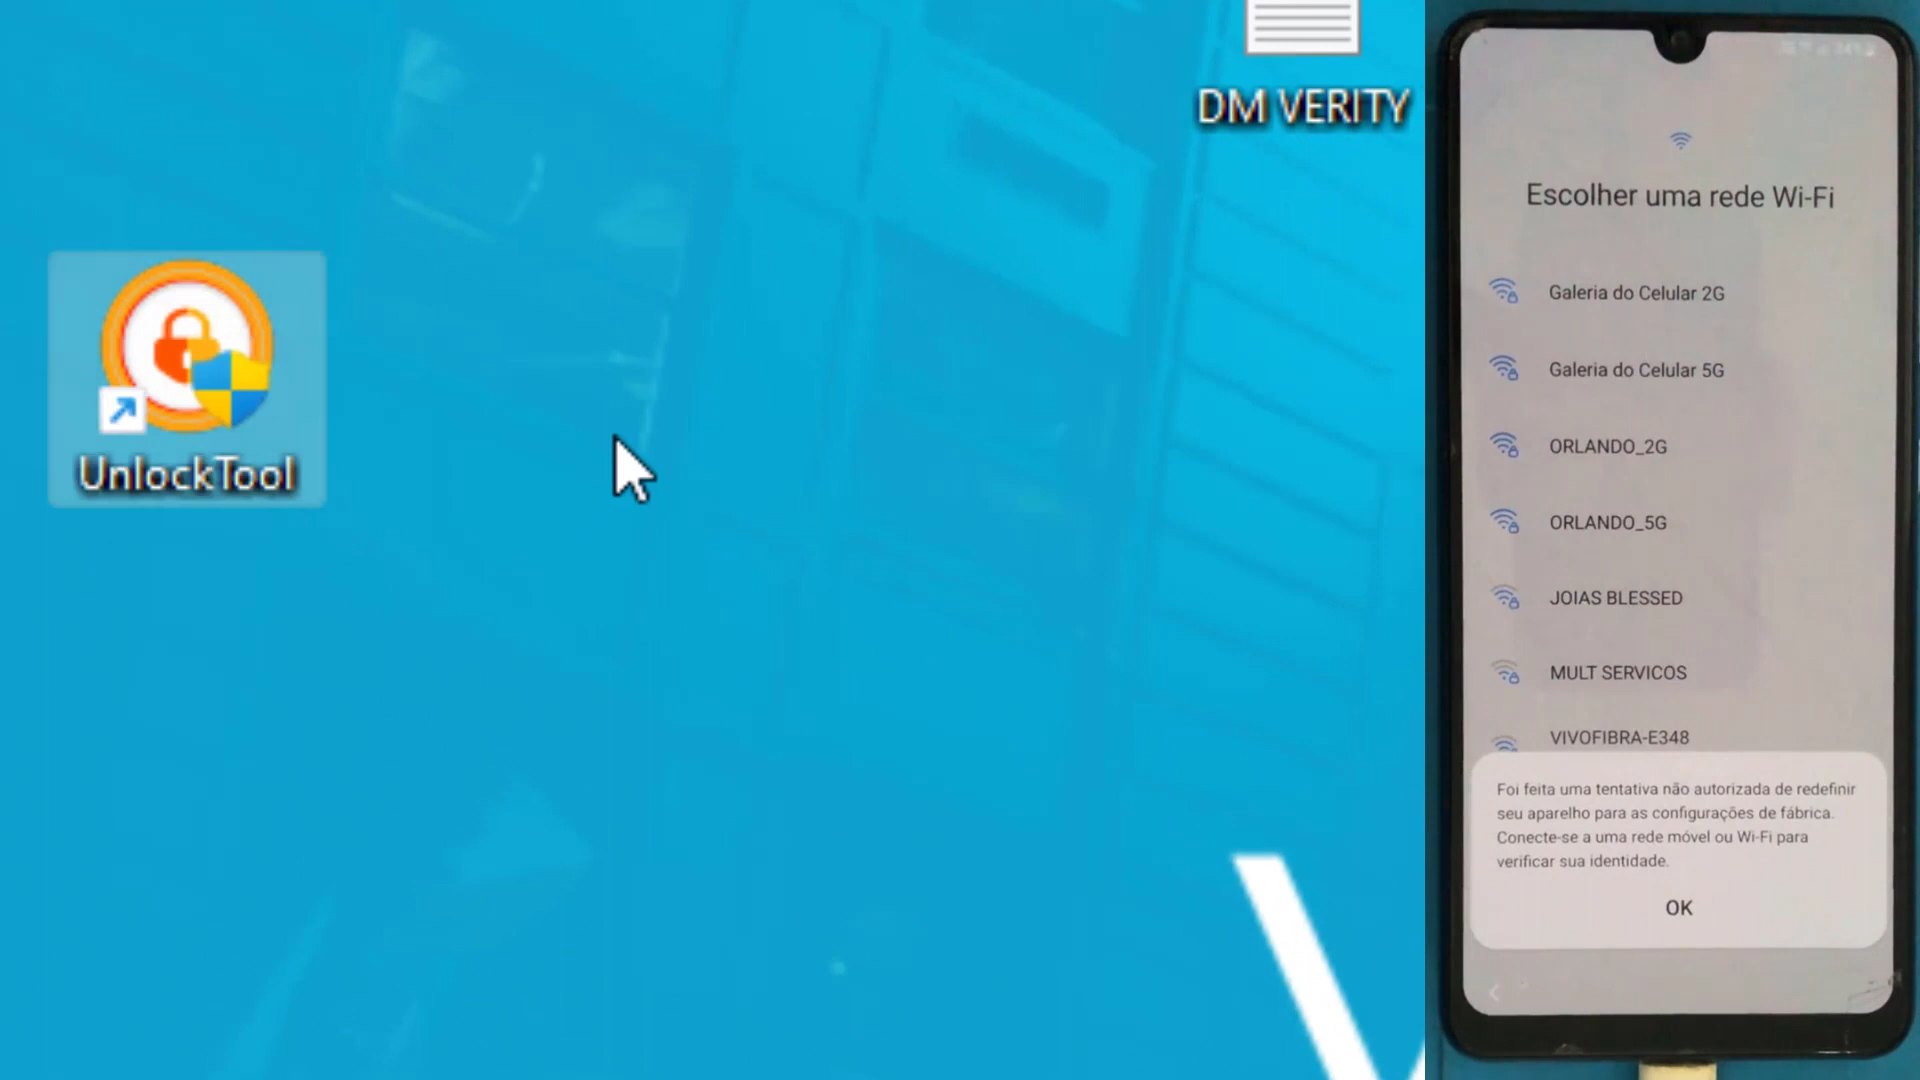 DM VERITY
UnlockTool
Escolher uma rede Wi-Fi
Galeria do Celular 2G
Galeria do Celular 5G
ORLANDO_2G
ORLANDO_5G
JOIAS BLESSED
MULT SERVICOS
VIVOFIBRA-E348
Foi feita uma tentativa não autorizada de redefinir
seu aparelho para as configurações de fábrica.
Conecte-se a uma rede móvel ou Wi-Fi para
verificar sua identidade.
OK